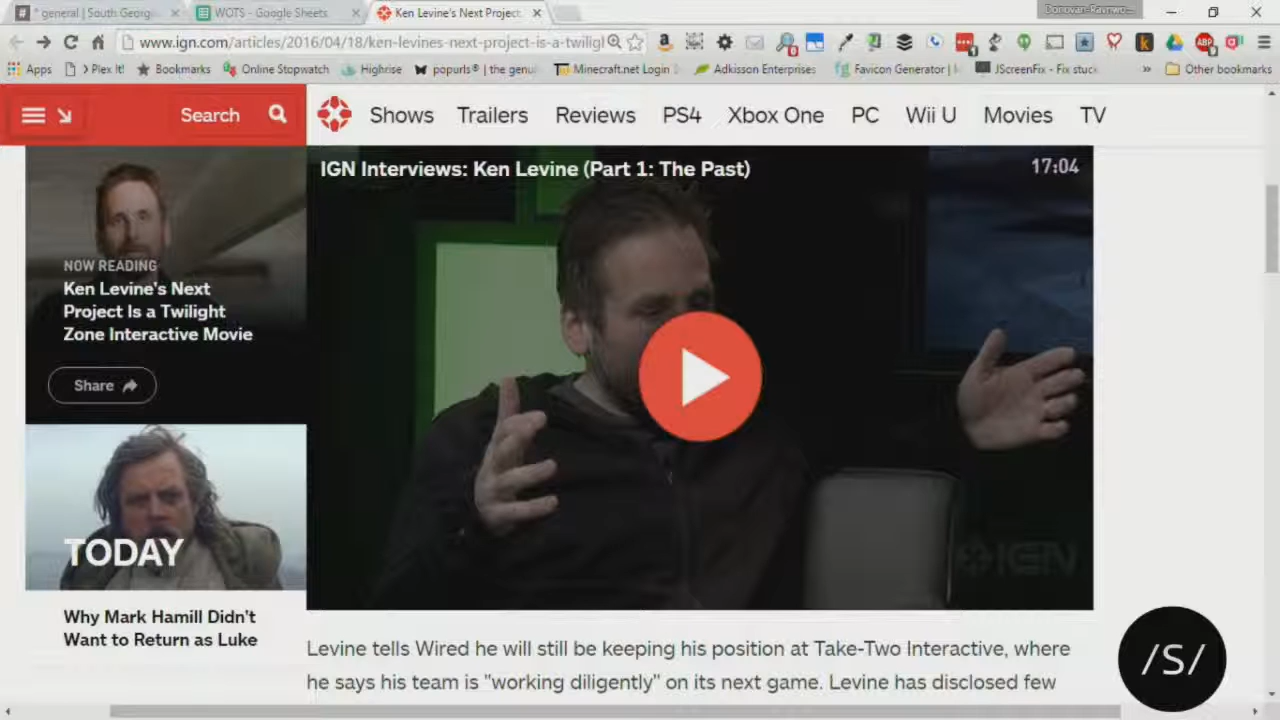 * general | South Georgi
WOTS - Google Sheets
Ken Levine's Next Project
www.ign.com/articles/2016/04/18/ken-levines-next-project-is-a-twiligl
Apps
> Plex It!
Bookmarks
Online Stopwatch
Highrise
popurls® | the genui
Minecraft.net Login
Adkisson Enterprises
Favicon Generator |
JScreenFix - Fix stuck
»
Other bookmarks
Search
Shows
Trailers
Reviews
PS4
Xbox One
PC
Wii U
Movies
TV
IGN Interviews: Ken Levine (Part 1: The Past)
17:04
NOW READING
Ken Levine's Next
Project Is a Twilight
Zone Interactive Movie
Share
IGN
TODAY
Why Mark Hamill Didn't
Want to Return as Luke
Levine tells Wired he will still be keeping his position at Take-Two Interactive, where
he says his team is "working diligently" on its next game. Levine has disclosed few
/S/